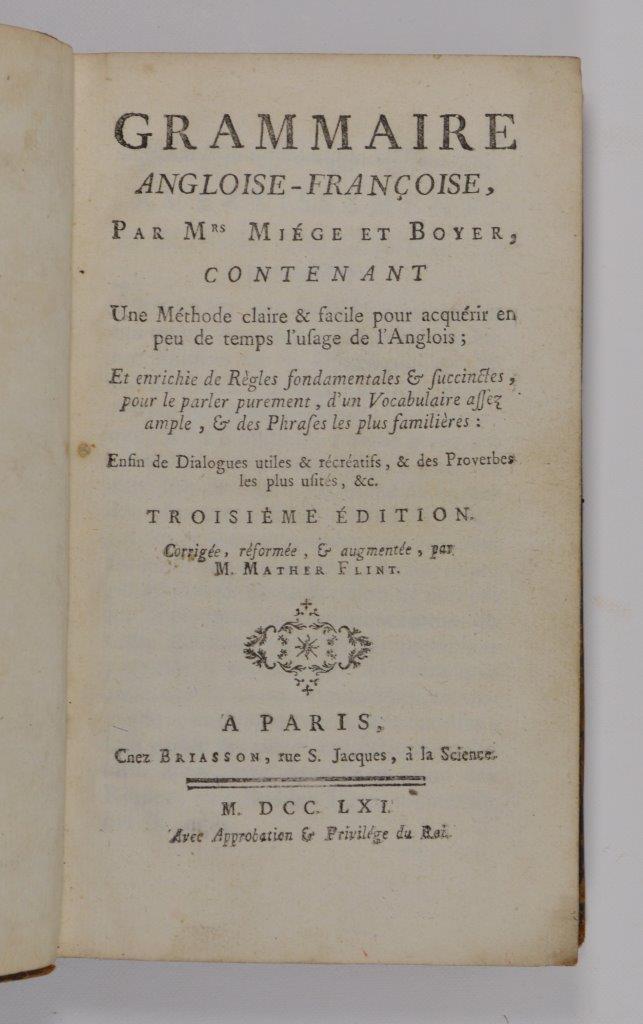 GRAMMAIRE
ANGLOISE-FRANÇOISE,
PAR MRS MIÉGE ET BOYER,
CONTENANT
Une Méthode claire & facile pour acquérir en
peu de temps l'uſage de l'Anglois ;
Et enrichie de Règles fondamentales & ſuccinctes,
pour le parler purement, d'un Vocabulaire aſſez
ample, & des Phraſes les plus familières :
Enfin de Dialogues utiles & récréatifs, & des Proverbes
les plus uſités, &c.
TROISIÈME ÉDITION.
Corrigée, réformée, & augmentée, par
M. MATHER FLINT.
A PARIS,
Chez BRIASSON, rue S. Jacques, à la Science.
M. DCC. LXI.
Avec Approbation & Privilége du Roi.